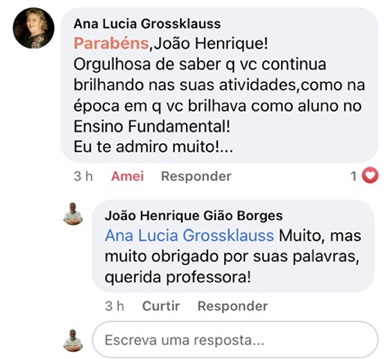 Ana Lucia Grossklauss
Parabéns,João Henrique!
Orgulhosa de saber q vc continua
brilhando nas suas atividades,como na
época em q vc brilhava como aluno no
Ensino Fundamental!
Eu te admiro muito!...
3 h Amei Responder 1
João Henrique Gião Borges
Ana Lucia Grossklauss Muito, mas
muito obrigado por suas palavras,
querida professora!
3 h Curtir Responder
Escreva uma resposta...